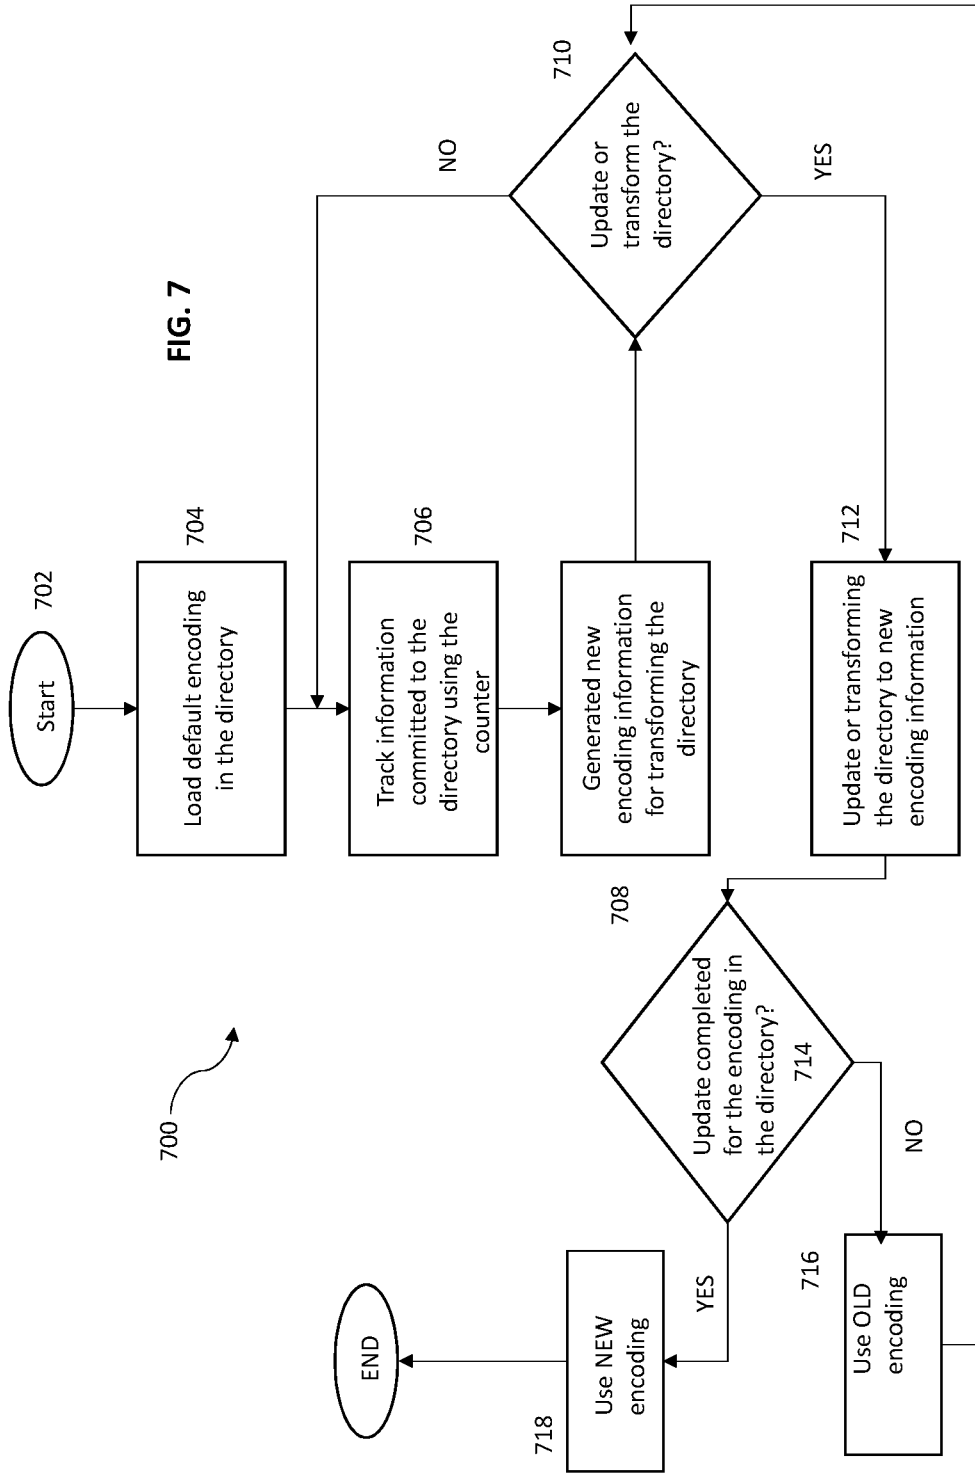 FIG. 7
700
702
Start
704
Load default encoding
in the directory
706
Track information
committed to the
directory using the
counter
708
Generated new
encoding information
for transforming the
directory
710
Update or
transform the
directory?
NO
YES
712
Update or transforming
the directory to new
encoding information
Update completed
for the encoding in
the directory?
714
NO
YES
716
Use OLD
encoding
718
Use NEW
encoding
END